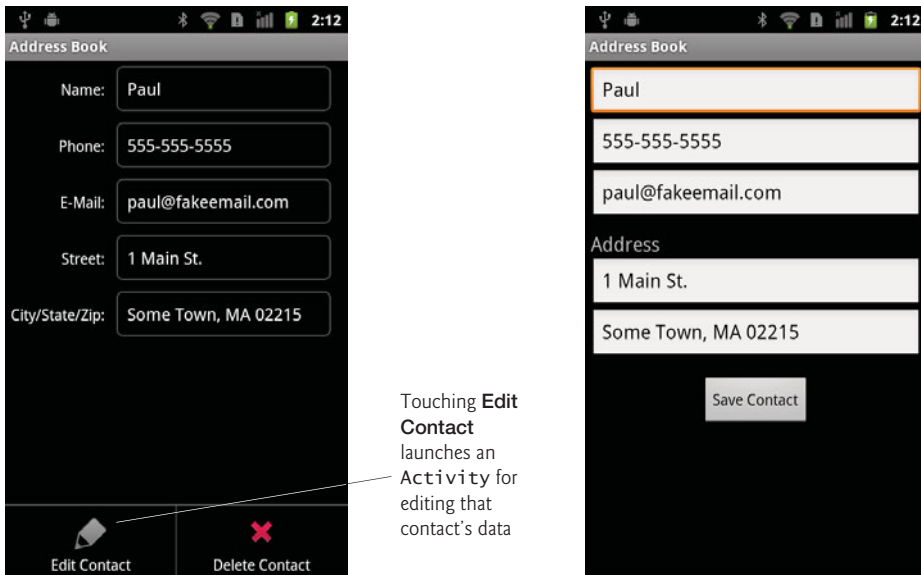 2:12
Address Book
Name: Paul
Phone: 555-555-5555
E-Mail: paul@fakeemail.com
Street: 1 Main St.
City/State/Zip: Some Town, MA 02215
Edit Contact
Delete Contact
Touching Edit
Contact
launches an
Activity for
editing that
contact’s data
2:12
Address Book
Paul
555-555-5555
paul@fakeemail.com
Address
1 Main St.
Some Town, MA 02215
Save Contact